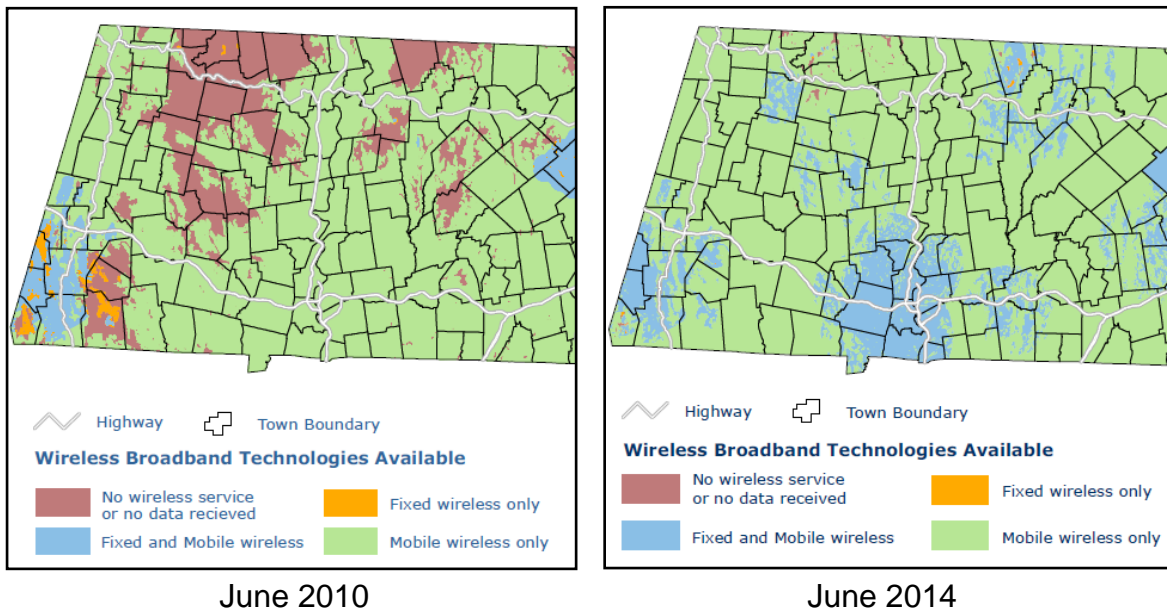 Highway
Town Boundary
Wireless Broadband Technologies Available
No wireless service
or no data recieved
Fixed wireless only
Fixed and Mobile wireless
Mobile wireless only
June 2010
Highway
Town Boundary
Wireless Broadband Technologies Available
No wireless service
or no data received
Fixed wireless only
Fixed and Mobile wireless
Mobile wireless only
June 2014